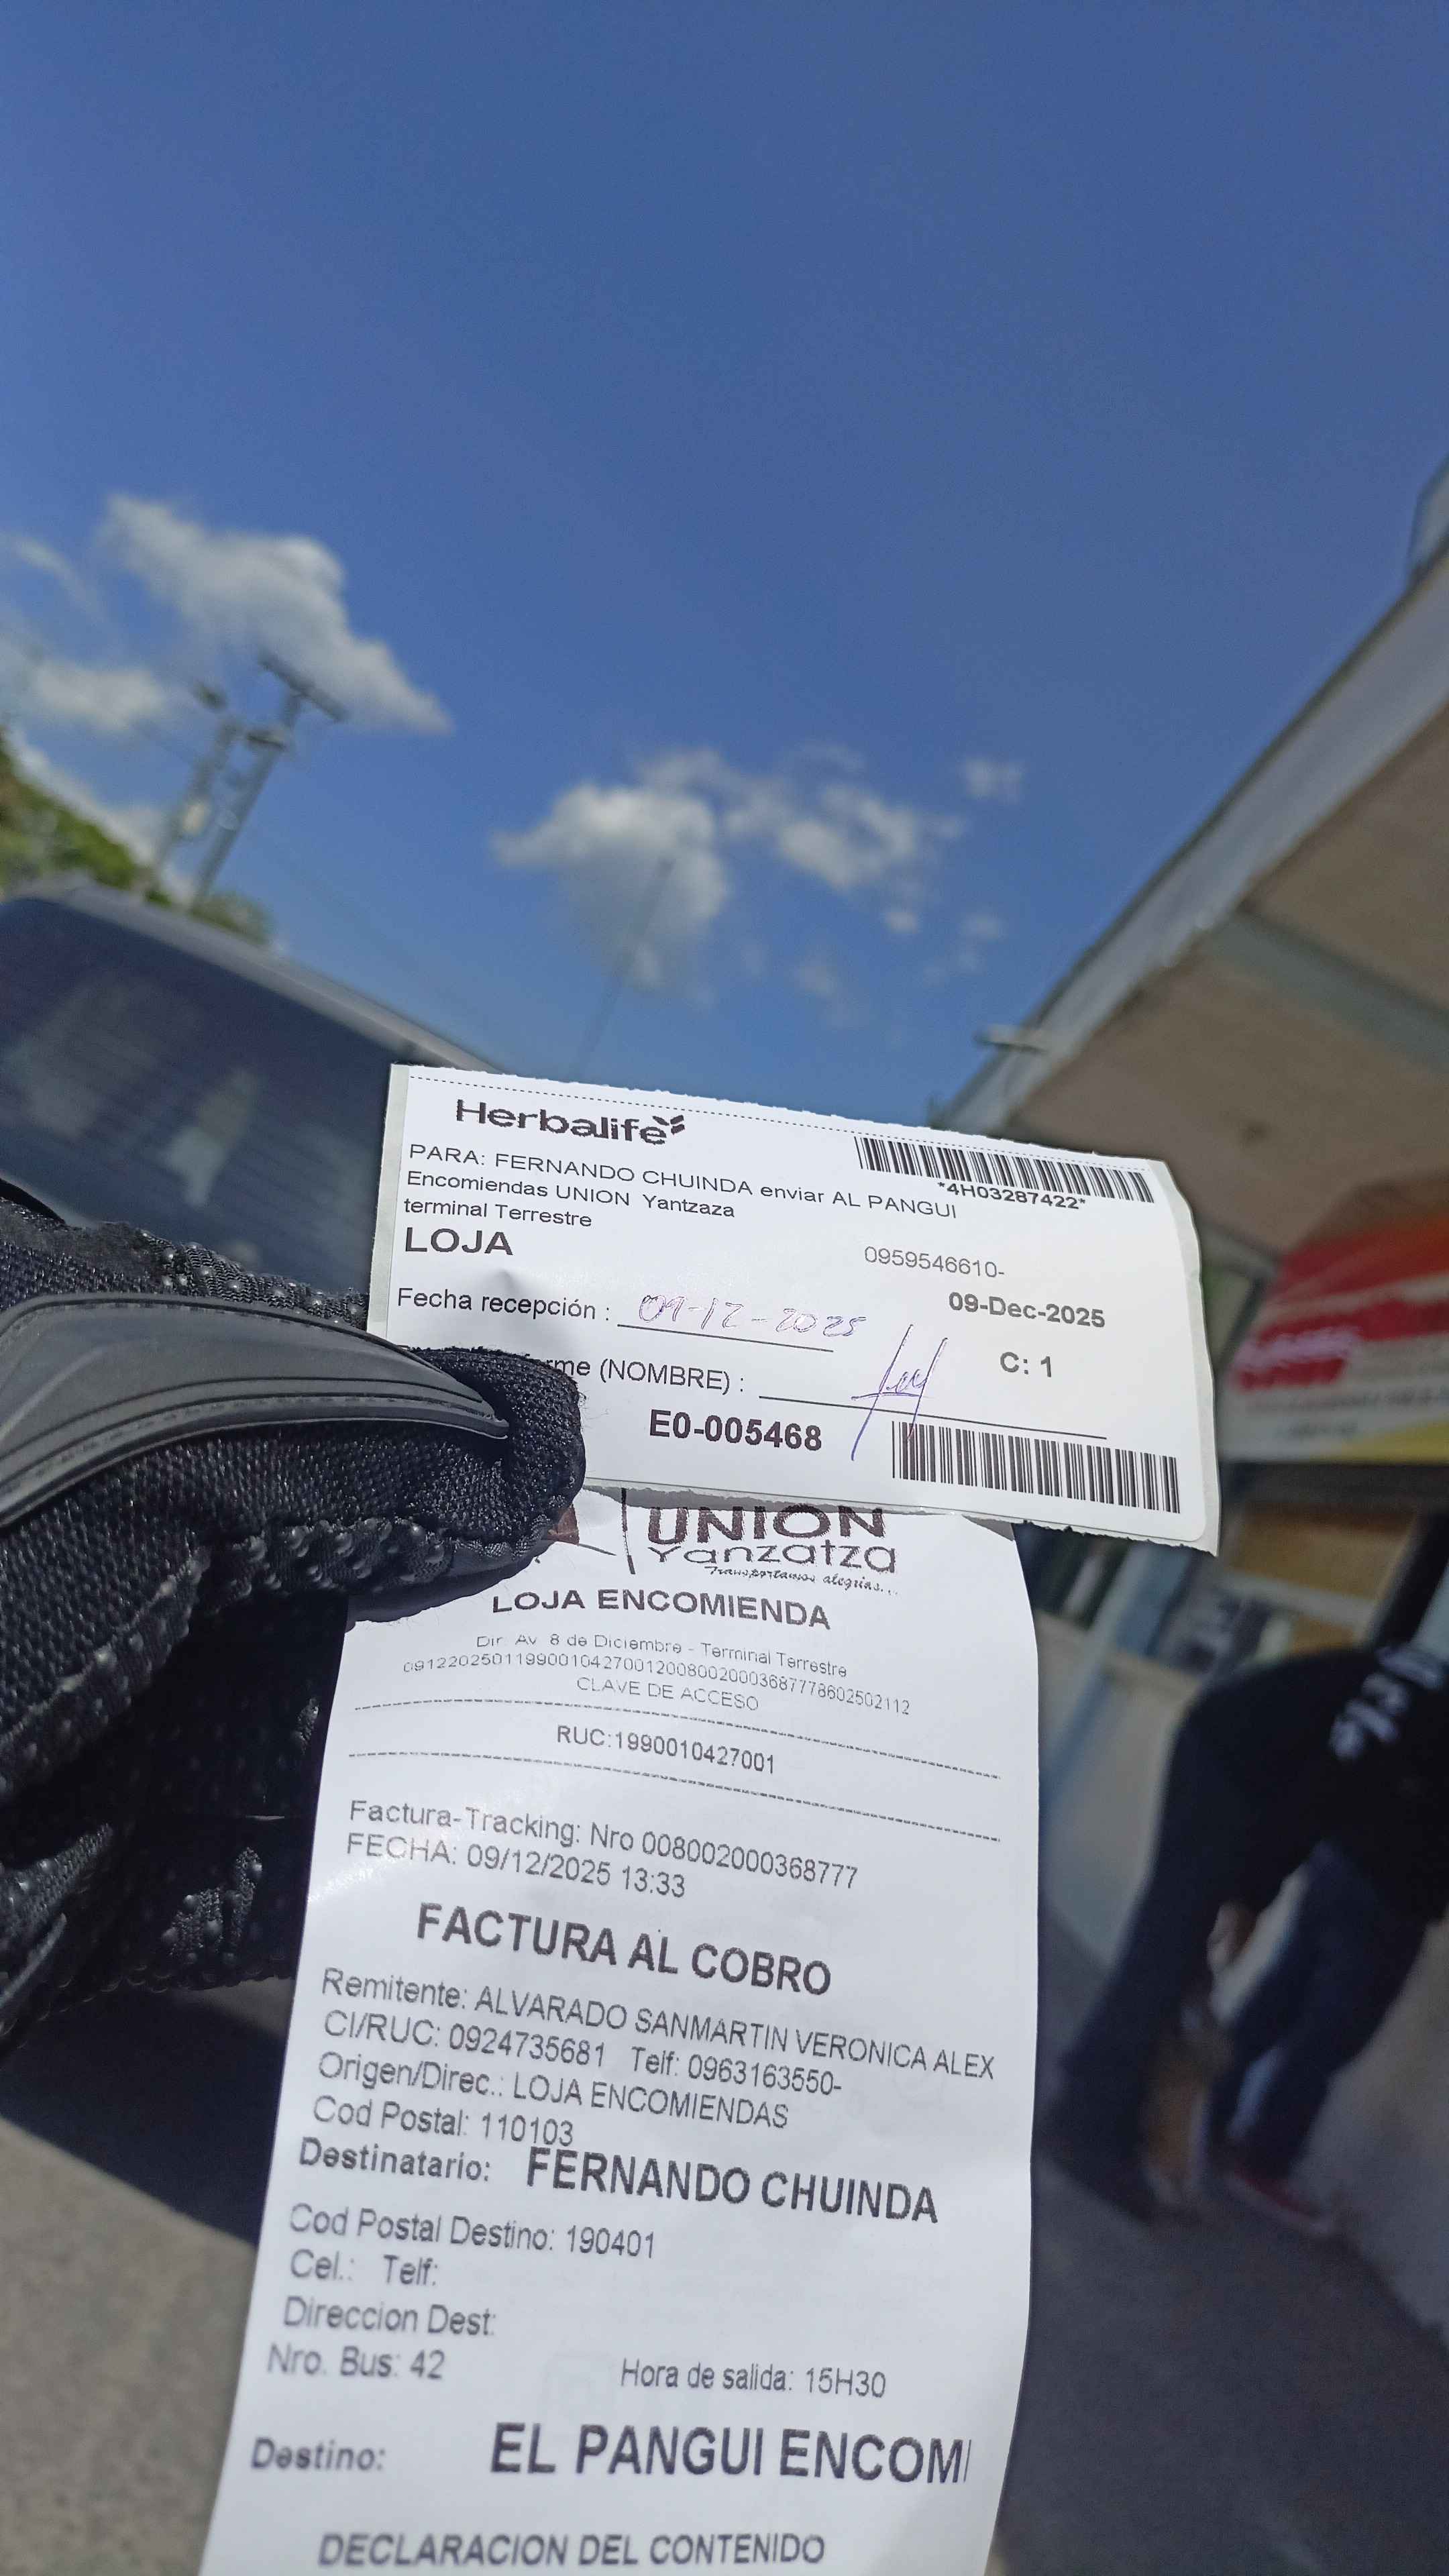 Herbalife
*4H03287422*
PARA: FERNANDO CHUINDA enviar AL PANGUI
Encomiendas UNION Yantzaza
terminal Terrestre
LOJA
0959546610-
09-Dec-2025
Fecha recepción : 09-12-2025
C: 1
(NOMBRE) :
E0-005468
UNION
Yanzatza
Transportamos alegrías...
LOJA ENCOMIENDA
Dir: Av. 8 de Diciembre - Terminal Terrestre
0912202501199001042700120080020003687778602502112
CLAVE DE ACCESO
RUC:1990010427001
Factura-Tracking: Nro 008002000368777
FECHA: 09/12/2025 13:33
FACTURA AL COBRO
Remitente: ALVARADO SANMARTIN VERONICA ALEX
CI/RUC: 0924735681 Telf: 0963163550-
Origen/Direc.: LOJA ENCOMIENDAS
Cod Postal: 110103
Destinatario: FERNANDO CHUINDA
Cod Postal Destino: 190401
Cel.: Telf:
Direccion Dest:
Nro. Bus: 42 Hora de salida: 15H30
Destino: EL PANGUI ENCOMI
DECLARACION DEL CONTENIDO